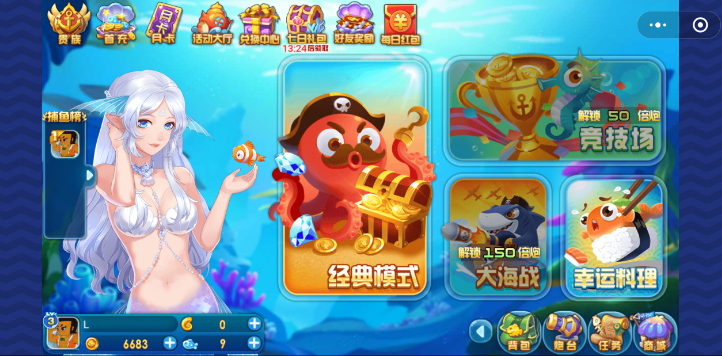 贵族 首充 月卡 活动大厅 兑换中心 七日礼包 好友奖励 每日红包
月卡
13:24后领取
捕鱼榜
1
解锁 50 倍炮
竞技场
经典模式
解锁 150 倍炮
大海战
幸运料理
3
L
0
6683
9
背包 炮台 任务 商城